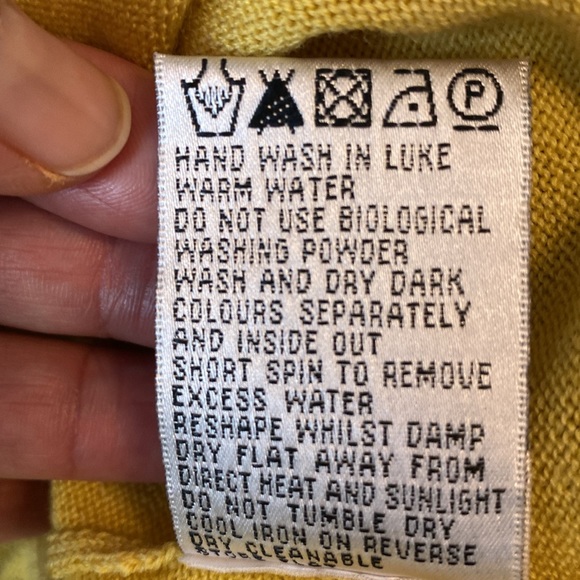 P
HAND WASH IN LUKE
WARM WATER
DO NOT USE BIOLOGICAL
WASHING POWDER
WASH AND DRY DARK
COLOURS SEPARATELY
AND INSIDE OUT
SHORT SPIN TO REMOVE
EXCESS WATER
RESHAPE WHILST DAMP
DRY FLAT AWAY FROM
DIRECT HEAT AND SUNLIGHT
DO NOT TUMBLE DRY
COOL IRON ON REVERSE
DRY CLEANABLE